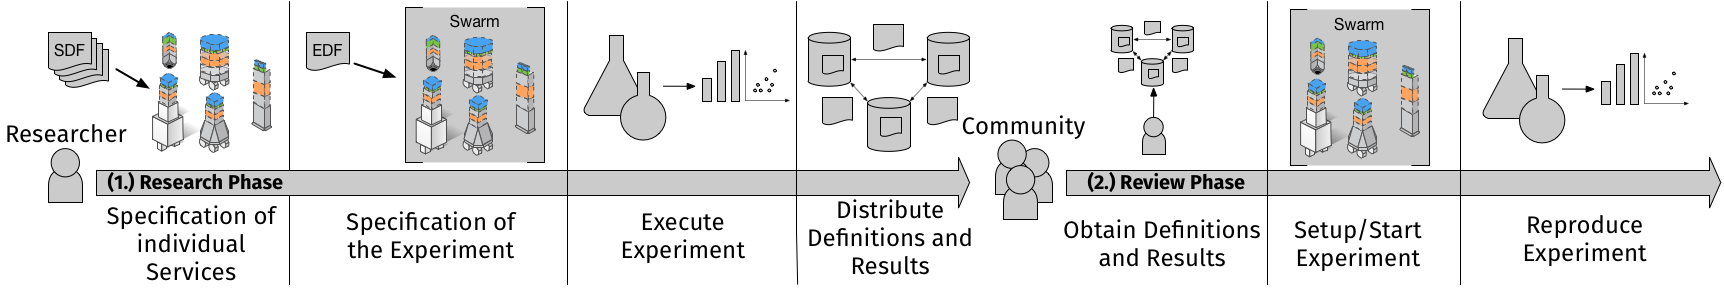 SDF
EDF
Swarm
Swarm
Researcher
Community
(1.) Research Phase
(2.) Review Phase
Specification of
individual
Services
Specification of
the Experiment
Execute
Experiment
Distribute
Definitions and
Results
Obtain Definitions
and Results
Setup/Start
Experiment
Reproduce
Experiment